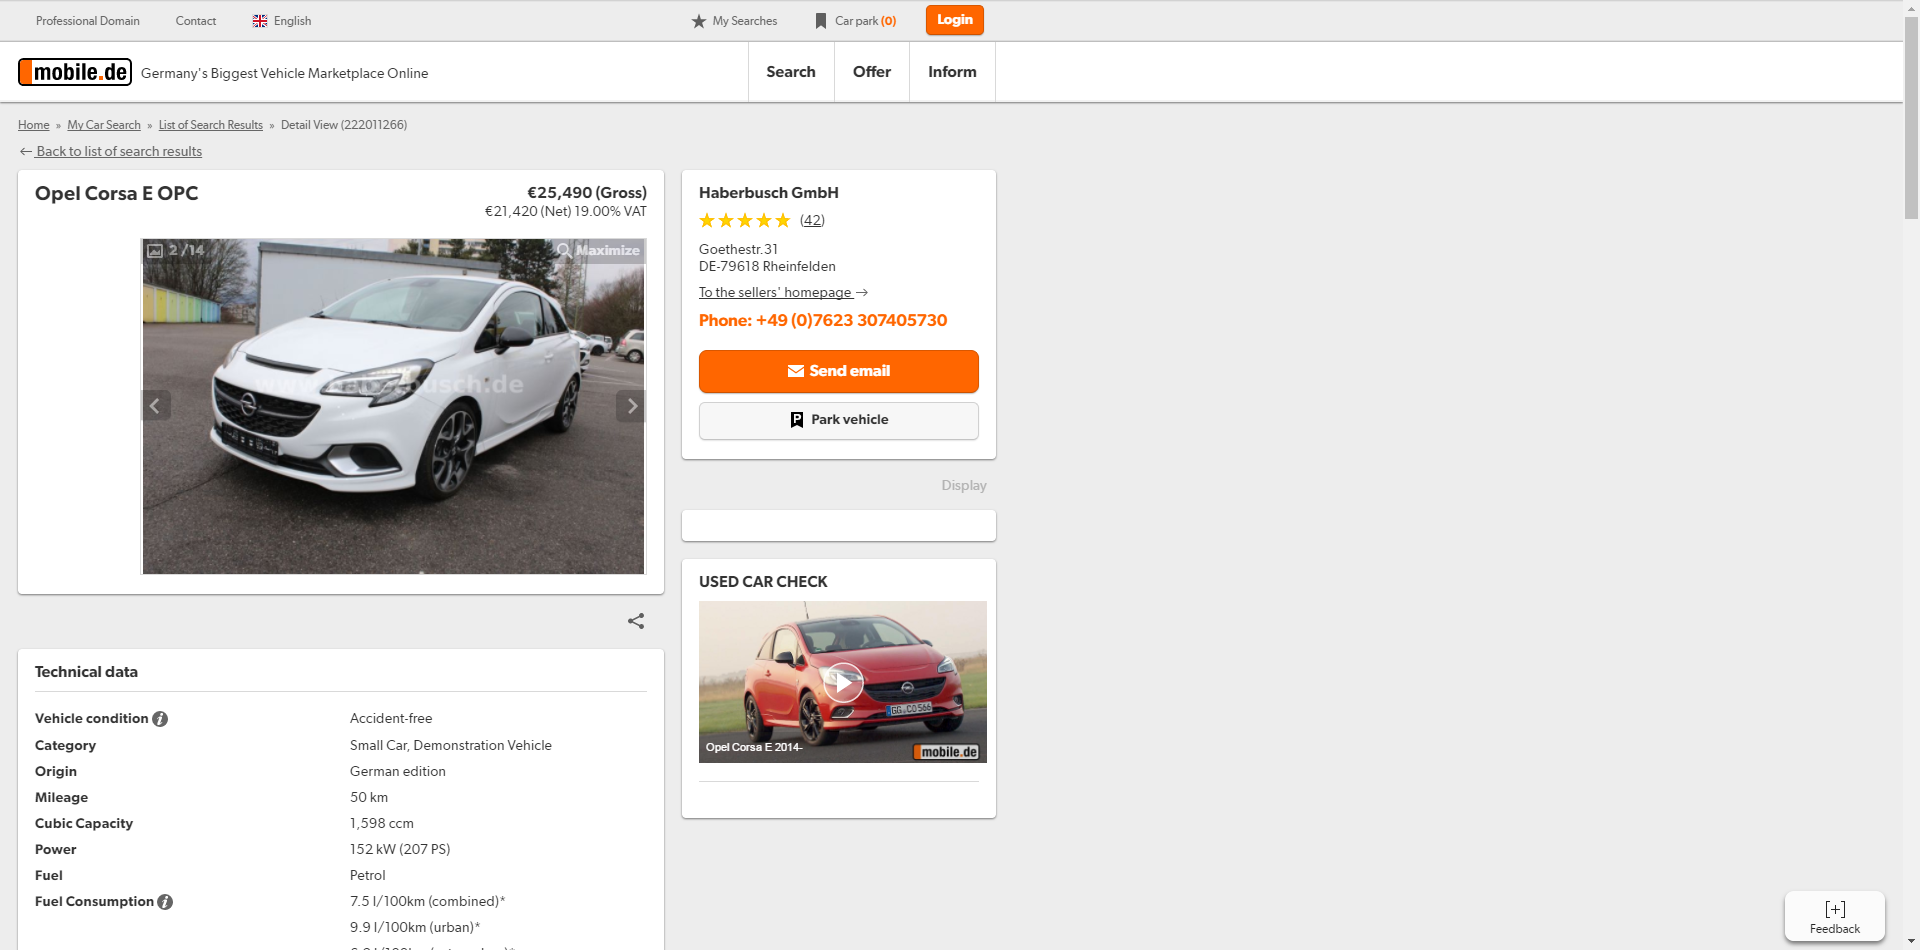 Professional Domain
Contact
English
My Searches
Car park (0)
Login
mobile.de
Germany's Biggest Vehicle Marketplace Online
Search
Offer
Inform
Home » My Car Search » List of Search Results » Detail View (222011266)
← Back to list of search results
Opel Corsa E OPC
€25,490 (Gross)
€21,420 (Net) 19.00% VAT
2 /14
Maximize
Haberbusch GmbH
(42)
Goethestr.31
DE-79618 Rheinfelden
To the sellers' homepage →
Phone: +49 (0)7623 307405730
Send email
P Park vehicle
Display
USED CAR CHECK
GG.CO 566
Opel Corsa E 2014-
mobile.de
Technical data
Vehicle condition i Accident-free
Category Small Car, Demonstration Vehicle
Origin German edition
Mileage 50 km
Cubic Capacity 1,598 ccm
Power 152 kW (207 PS)
Fuel Petrol
Fuel Consumption i 7.5 l/100km (combined)*
9.9 l/100km (urban)*
[+]
Feedback